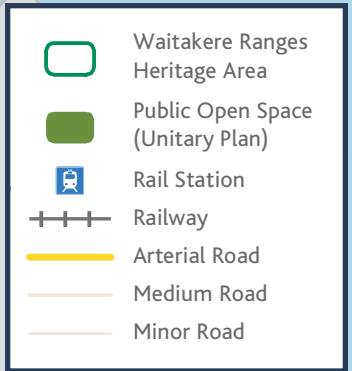 Waitakere Ranges
Heritage Area
Public Open Space
(Unitary Plan)
Rail Station
Railway
Arterial Road
Medium Road
Minor Road